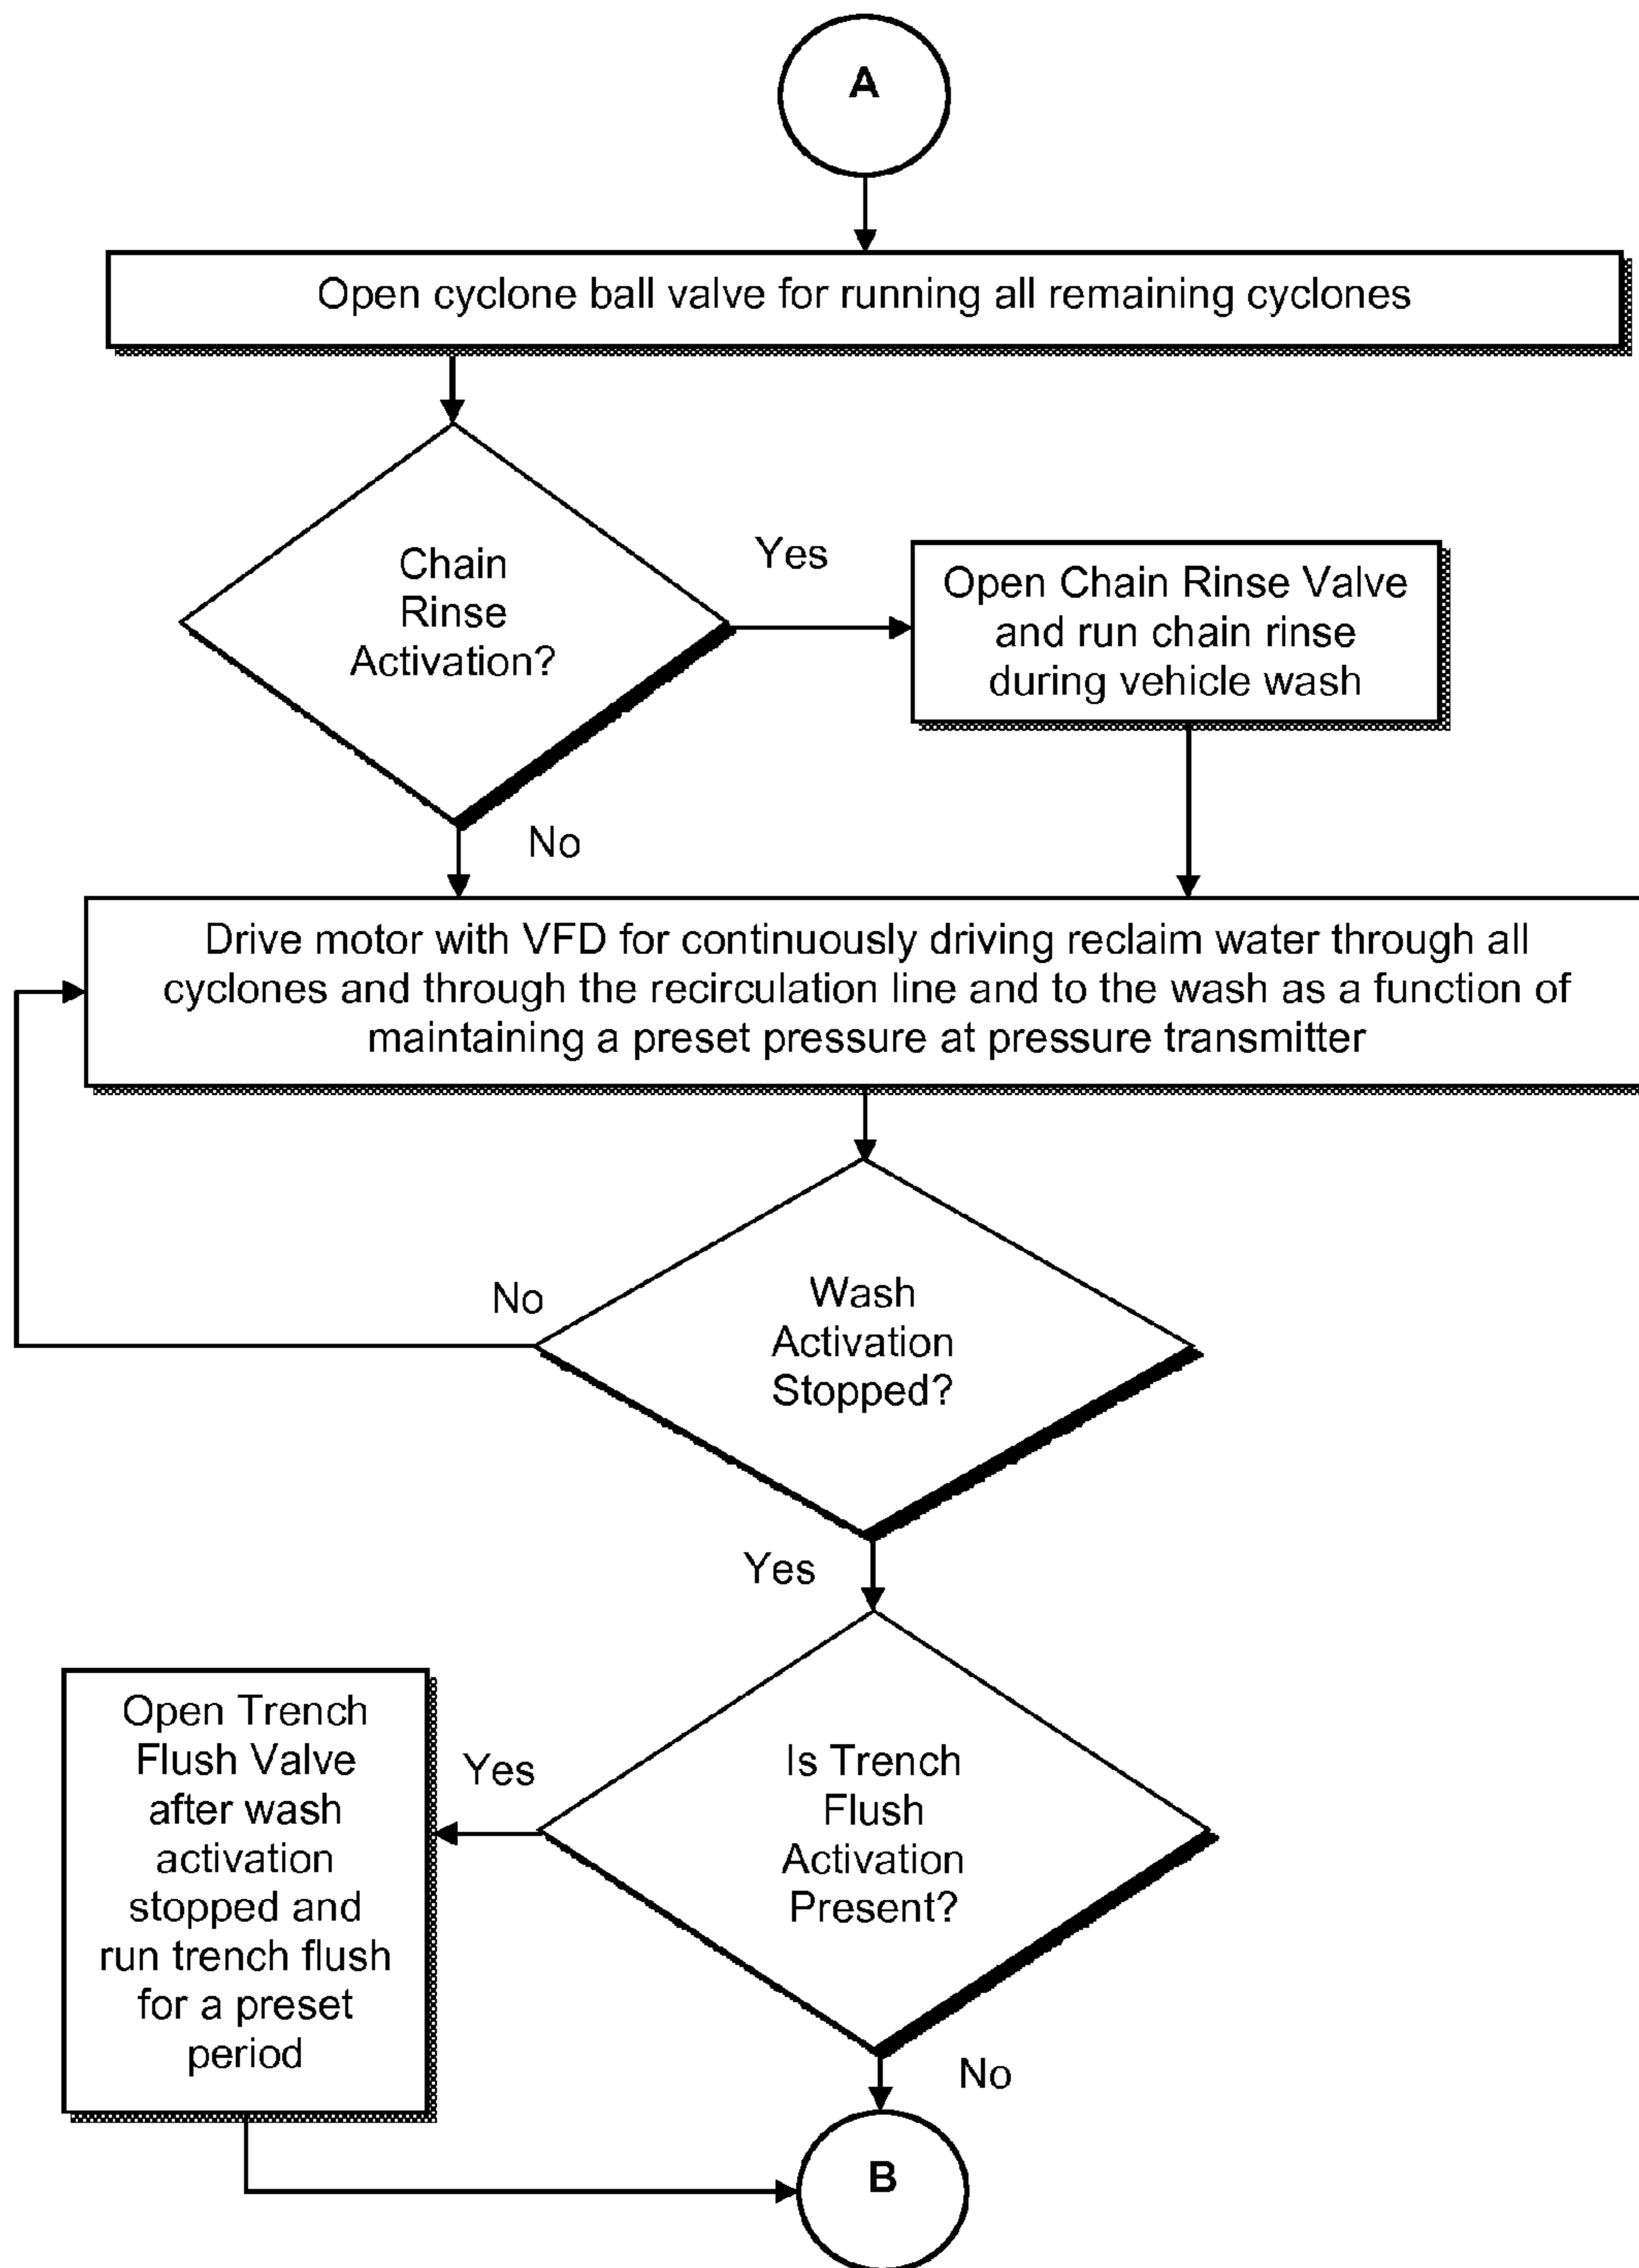 A
Open cyclone ball valve for running all remaining cyclones
Chain
Rinse
Activation?
Yes
Open Chain Rinse Valve
and run chain rinse
during vehicle wash
No
Drive motor with VFD for continuously driving reclaim water through all
cyclones and through the recirculation line and to the wash as a function of
maintaining a preset pressure at pressure transmitter
No
Wash
Activation
Stopped?
Yes
Open Trench
Flush Valve
after wash
activation
stopped and
run trench flush
for a preset
period
Yes
Is Trench
Flush
Activation
Present?
No
B